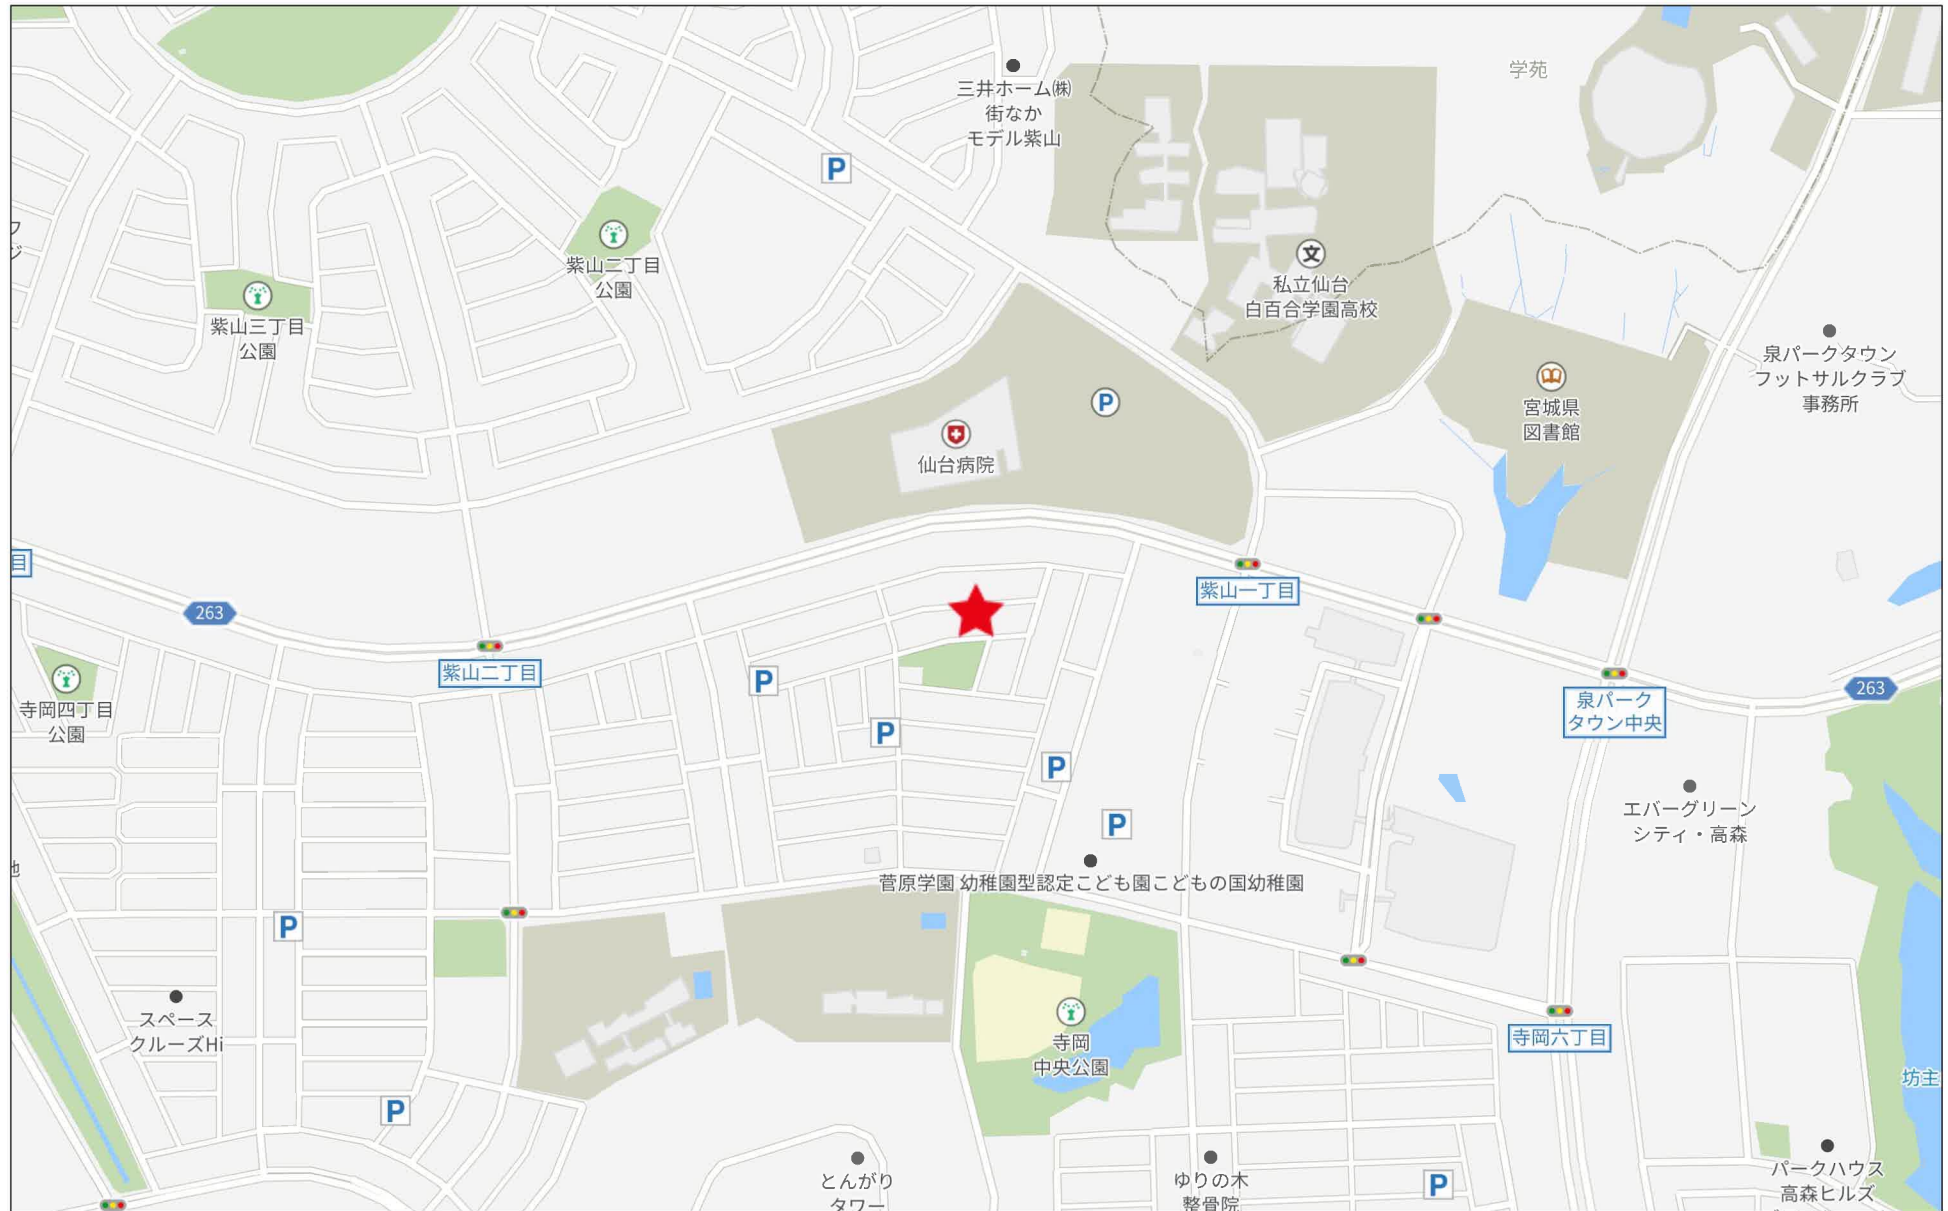 学苑
三井ホーム㈱
街なか
モデル紫山
P
紫山二丁目
公園
文
私立仙台
白百合学園高校
紫山三丁目
公園
泉パークタウン
フットサルクラブ
事務所
P
宮城県
図書館
仙台病院
目
紫山一丁目
263
紫山二丁目
P
263
寺岡四丁目
公園
泉パーク
タウン中央
P
P
エバーグリーン
シティ・高森
P
菅原学園 幼稚園型認定こども園こどもの国幼稚園
P
スペース
クルーズHi
寺岡
中央公園
寺岡六丁目
坊主
P
とんがり
タワー
ゆりの木
整骨院
P
パークハウス
高森ヒルズ